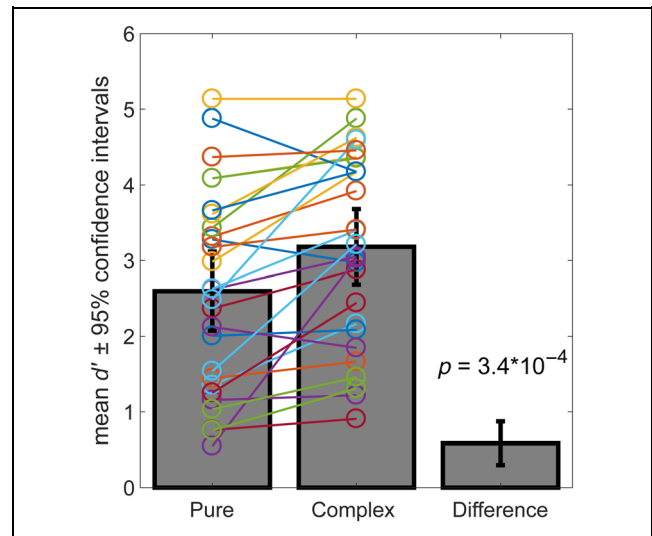 mean d′ ± 95% confidence intervals
6
5
4
3
2
1
0
p = 3.4*10⁻⁴
Pure Complex Difference